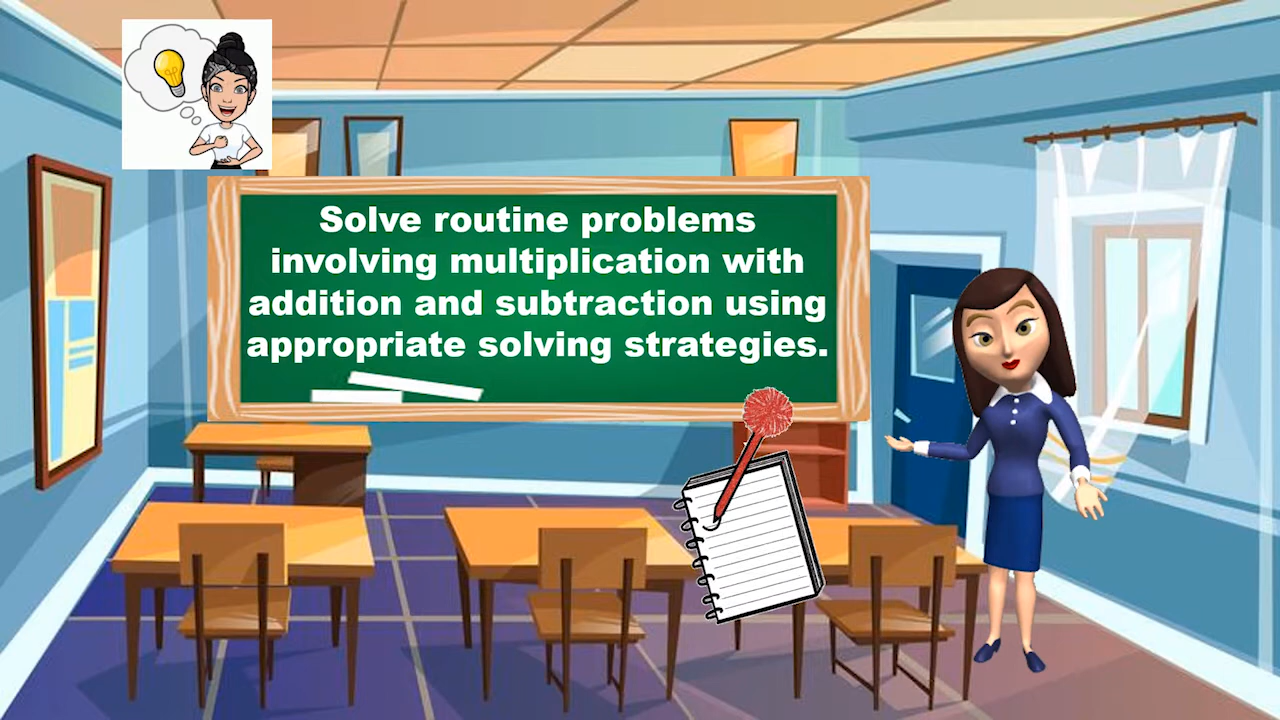 Solve routine problems
involving multiplication with
addition and subtraction using
appropriate solving strategies.